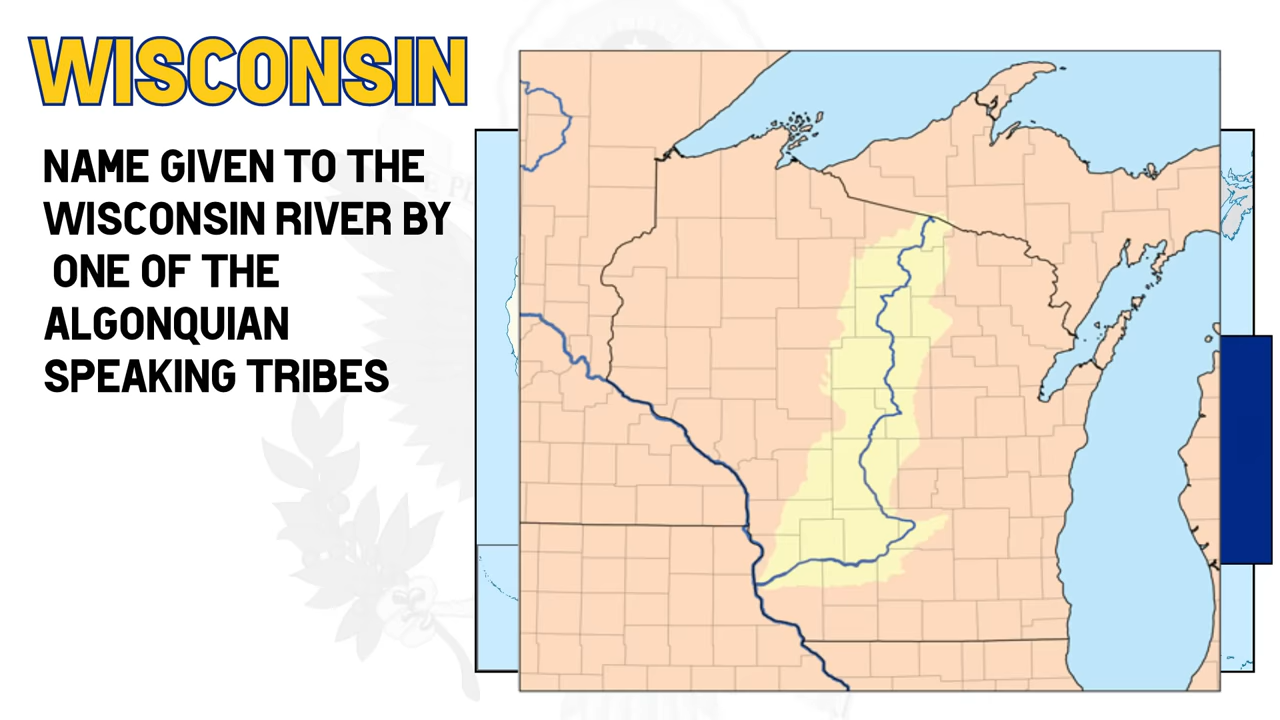 WISCONSIN
NAME GIVEN TO THE
WISCONSIN RIVER BY
ONE OF THE
ALGONQUIAN
SPEAKING TRIBES